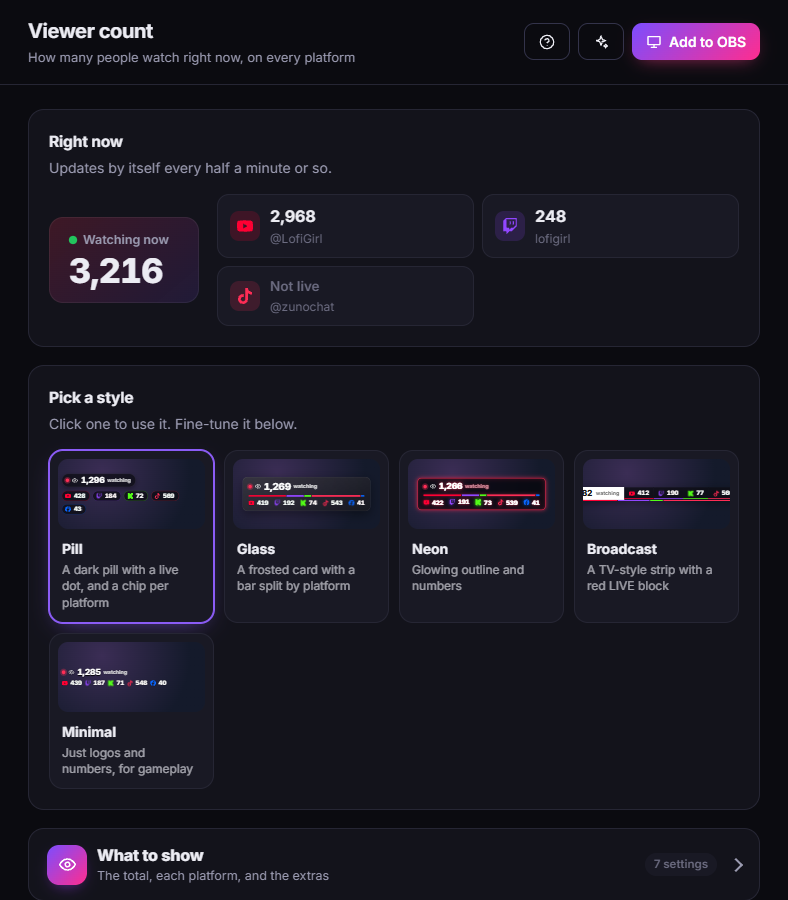 Viewer count
How many people watch right now, on every platform
Add to OBS
Right now
Updates by itself every half a minute or so.
Watching now
3,216
2,968
@LofiGirl
248
lofigirl
Not live
@zunochat
Pick a style
Click one to use it. Fine-tune it below.
1,296 watching
428 184 72 569
43
Pill
A dark pill with a live
dot, and a chip per
platform
1,269 watching
419 192 74 543 41
Glass
A frosted card with a
bar split by platform
1,266 watching
422 191 73 539 41
Neon
Glowing outline and
numbers
watching 412 190 77
Broadcast
A TV-style strip with a
red LIVE block
1,285 watching
439 187 71 548 40
Minimal
Just logos and
numbers, for gameplay
What to show
The total, each platform, and the extras
7 settings